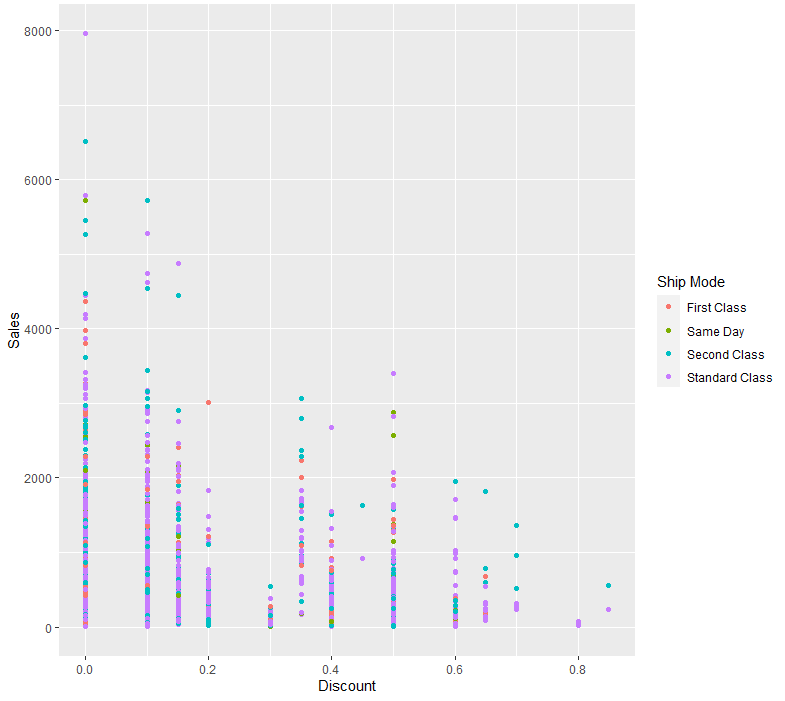 8000
6000
4000
2000
0
Sales
0.0 0.2 0.4 0.6 0.8
Discount
Ship Mode
First Class
Same Day
Second Class
Standard Class